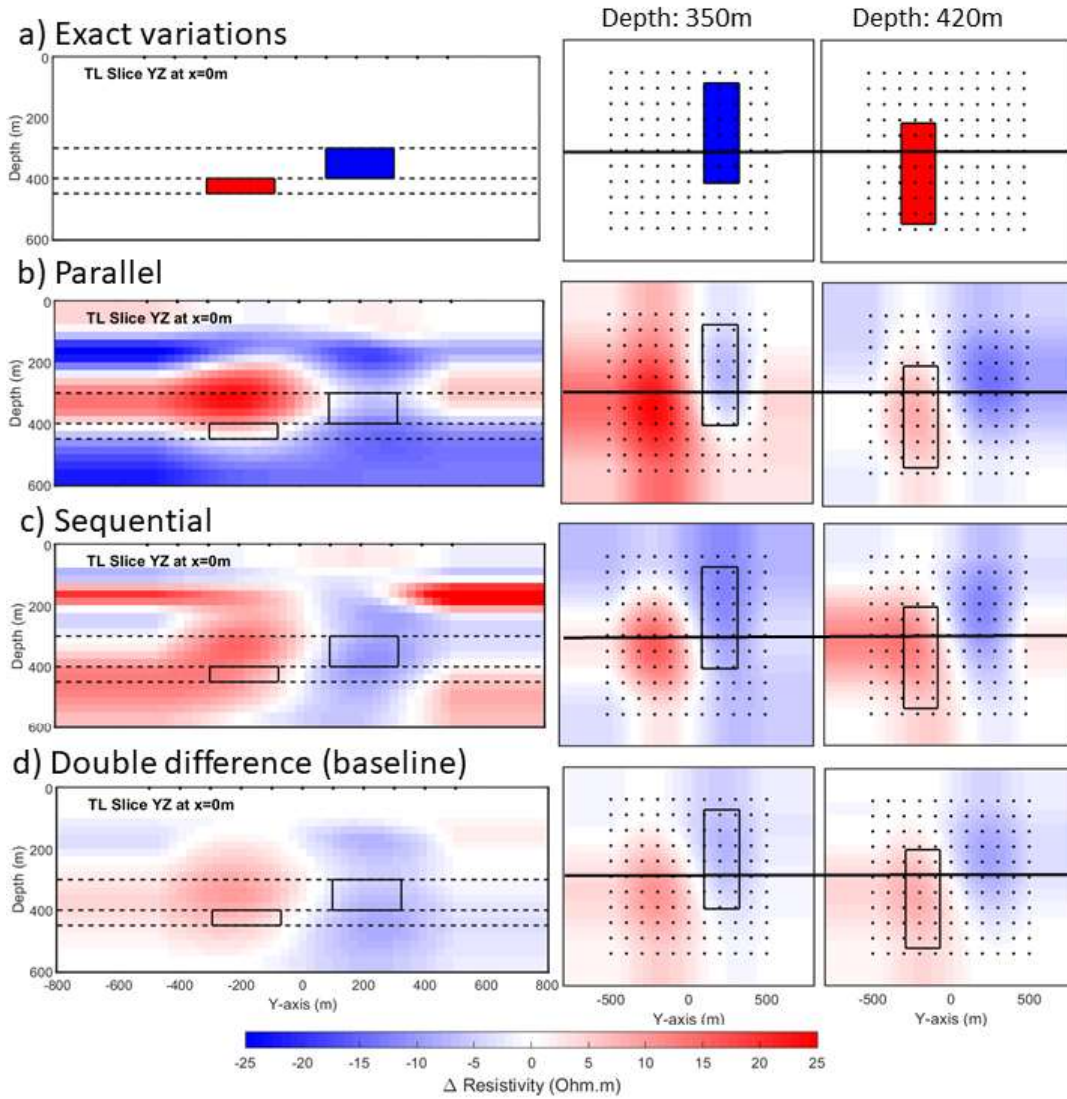 Depth: 350m
Depth: 420m
a) Exact variations
TL Slice YZ at x=0m
0
200
400
600
Depth (m)
b) Parallel
TL Slice YZ at x=0m
0
200
400
600
Depth (m)
c) Sequential
TL Slice YZ at x=0m
0
200
400
600
Depth (m)
d) Double difference (baseline)
TL Slice YZ at x=0m
0
200
400
600
Depth (m)
-800 -600 -400 -200 0 200 400 600 800
Y-axis (m)
-500 0 500
Y-axis (m)
-500 0 500
Y-axis (m)
-25 -20 -15 -10 -5 0 5 10 15 20 25
Δ Resistivity (Ohm.m)